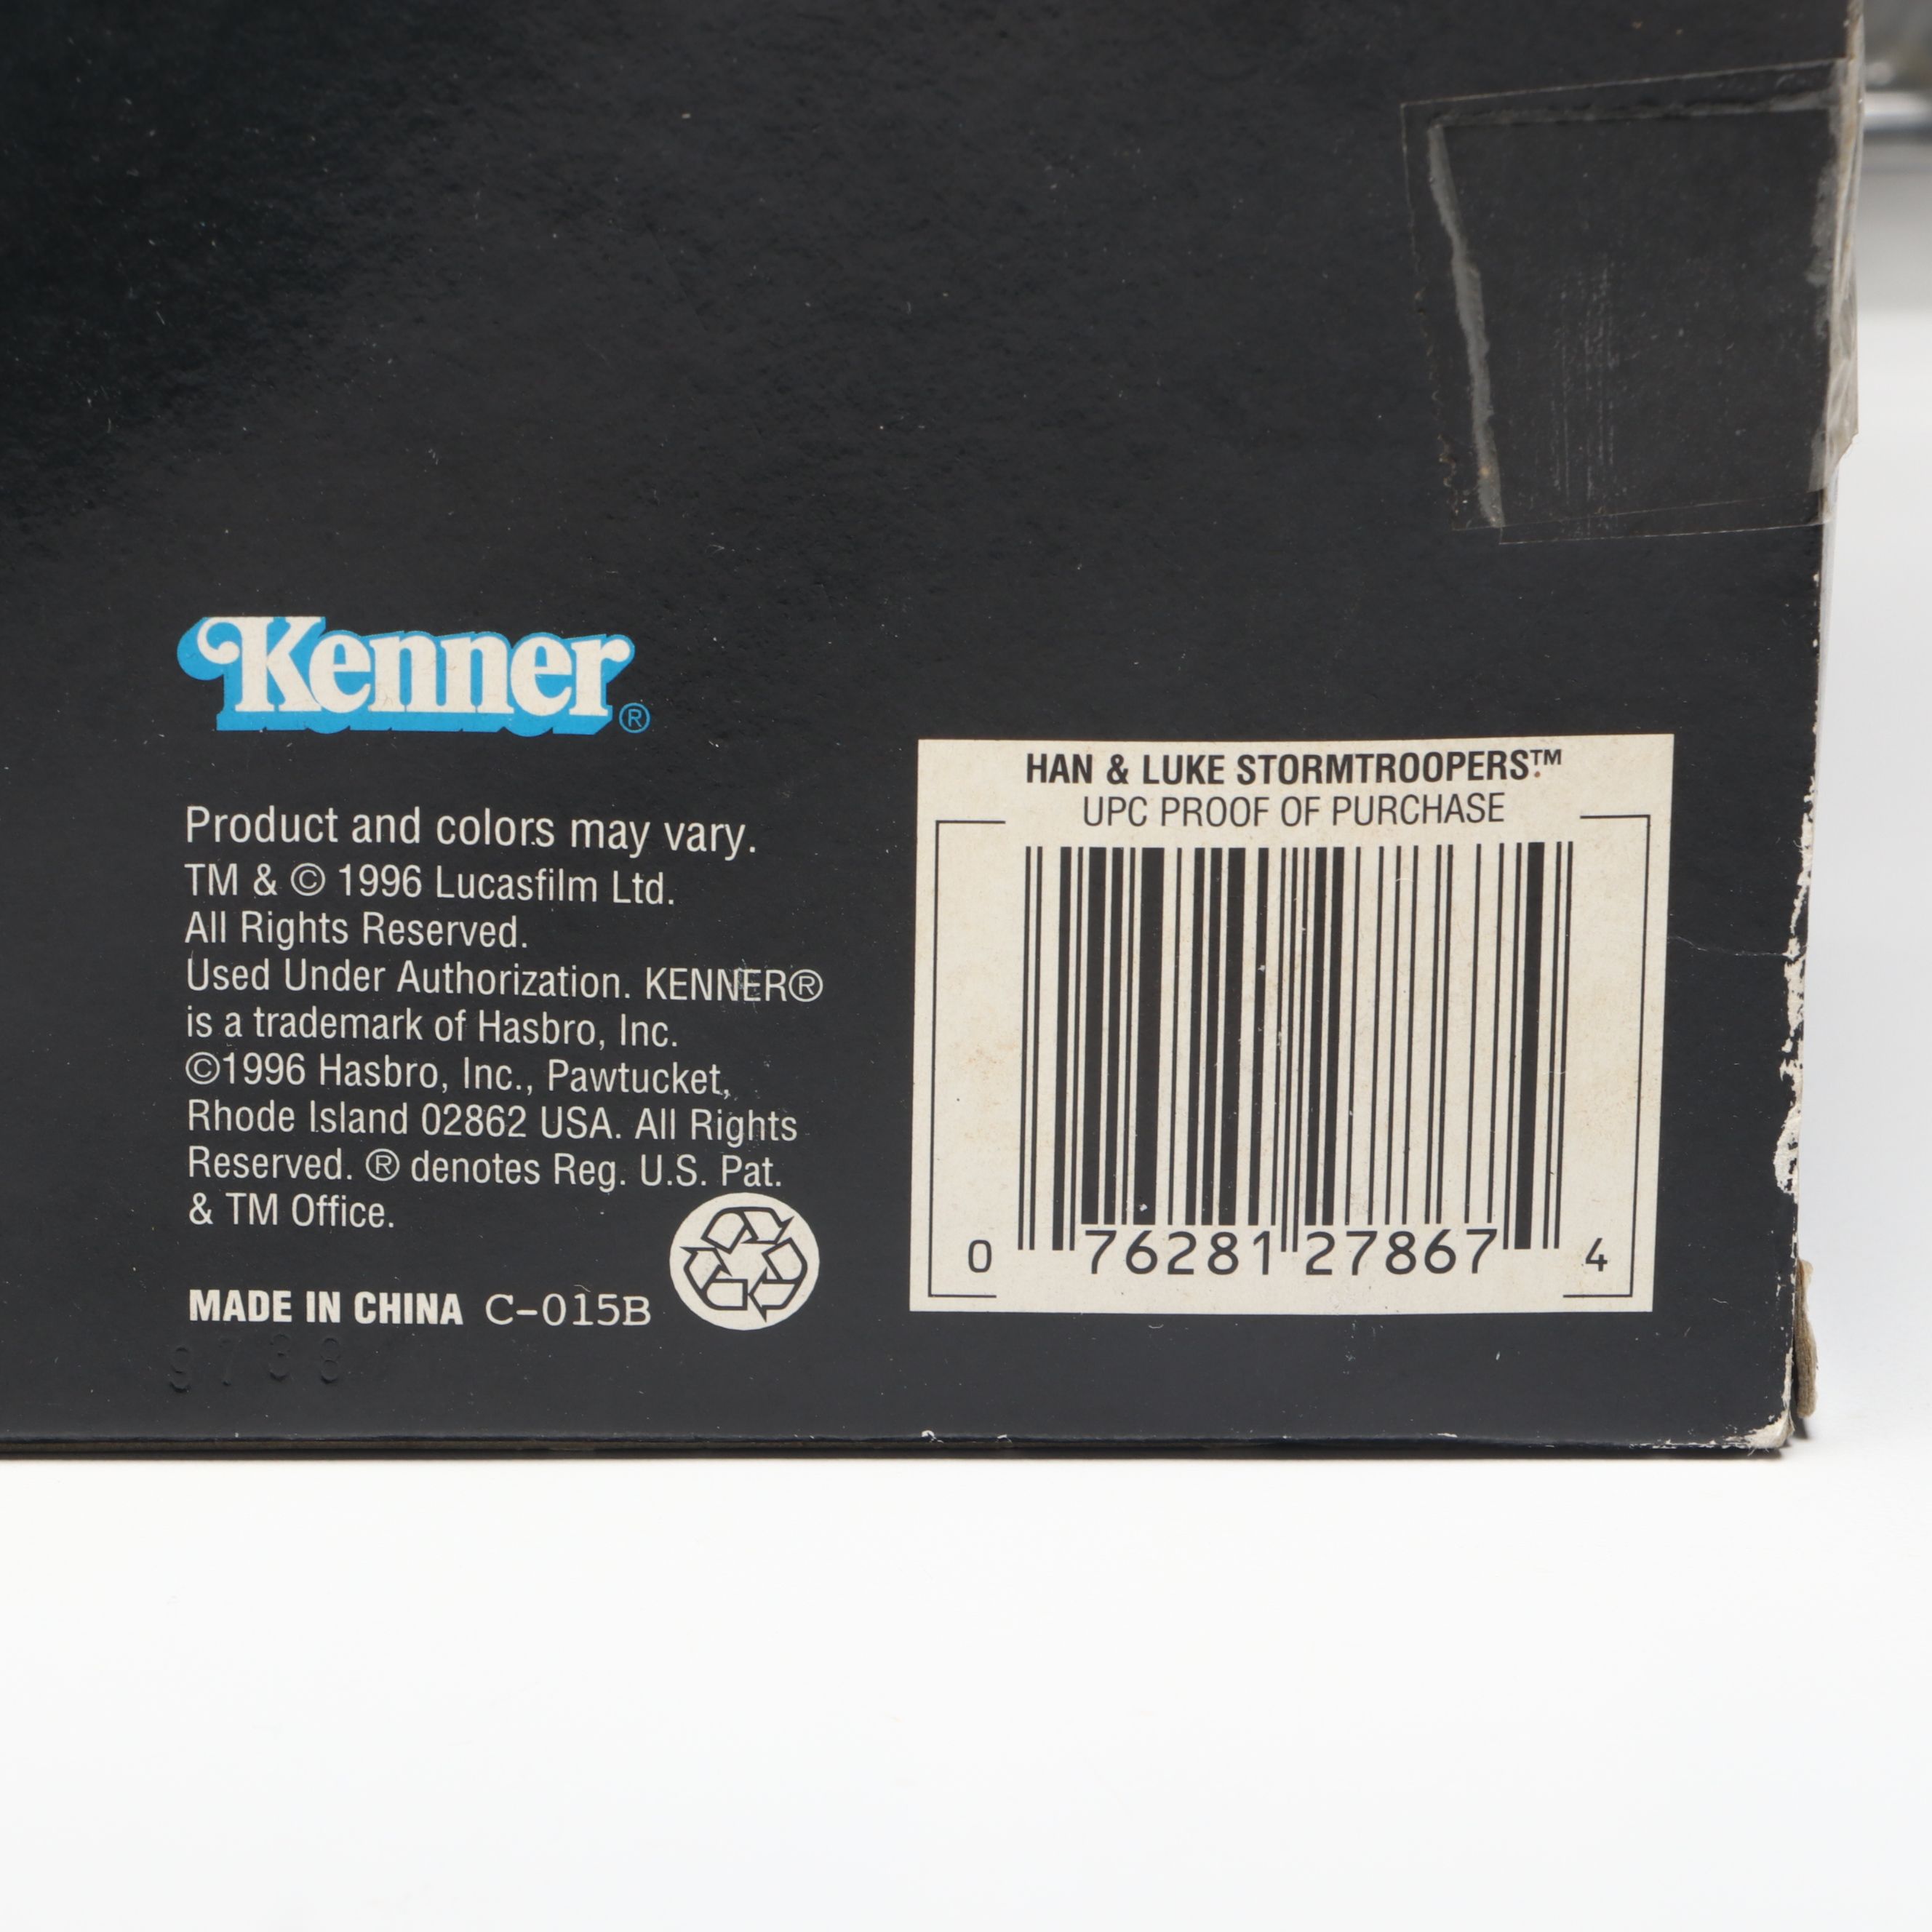 Kenner®
Product and colors may vary.
TM & © 1996 Lucasfilm Ltd.
All Rights Reserved.
Used Under Authorization. KENNER®
is a trademark of Hasbro, Inc.
©1996 Hasbro, Inc., Pawtucket,
Rhode Island 02862 USA. All Rights
Reserved. ® denotes Reg. U.S. Pat.
& TM Office.
MADE IN CHINA C-015B
HAN & LUKE STORMTROOPERS™
UPC PROOF OF PURCHASE
0 76281 27867 4